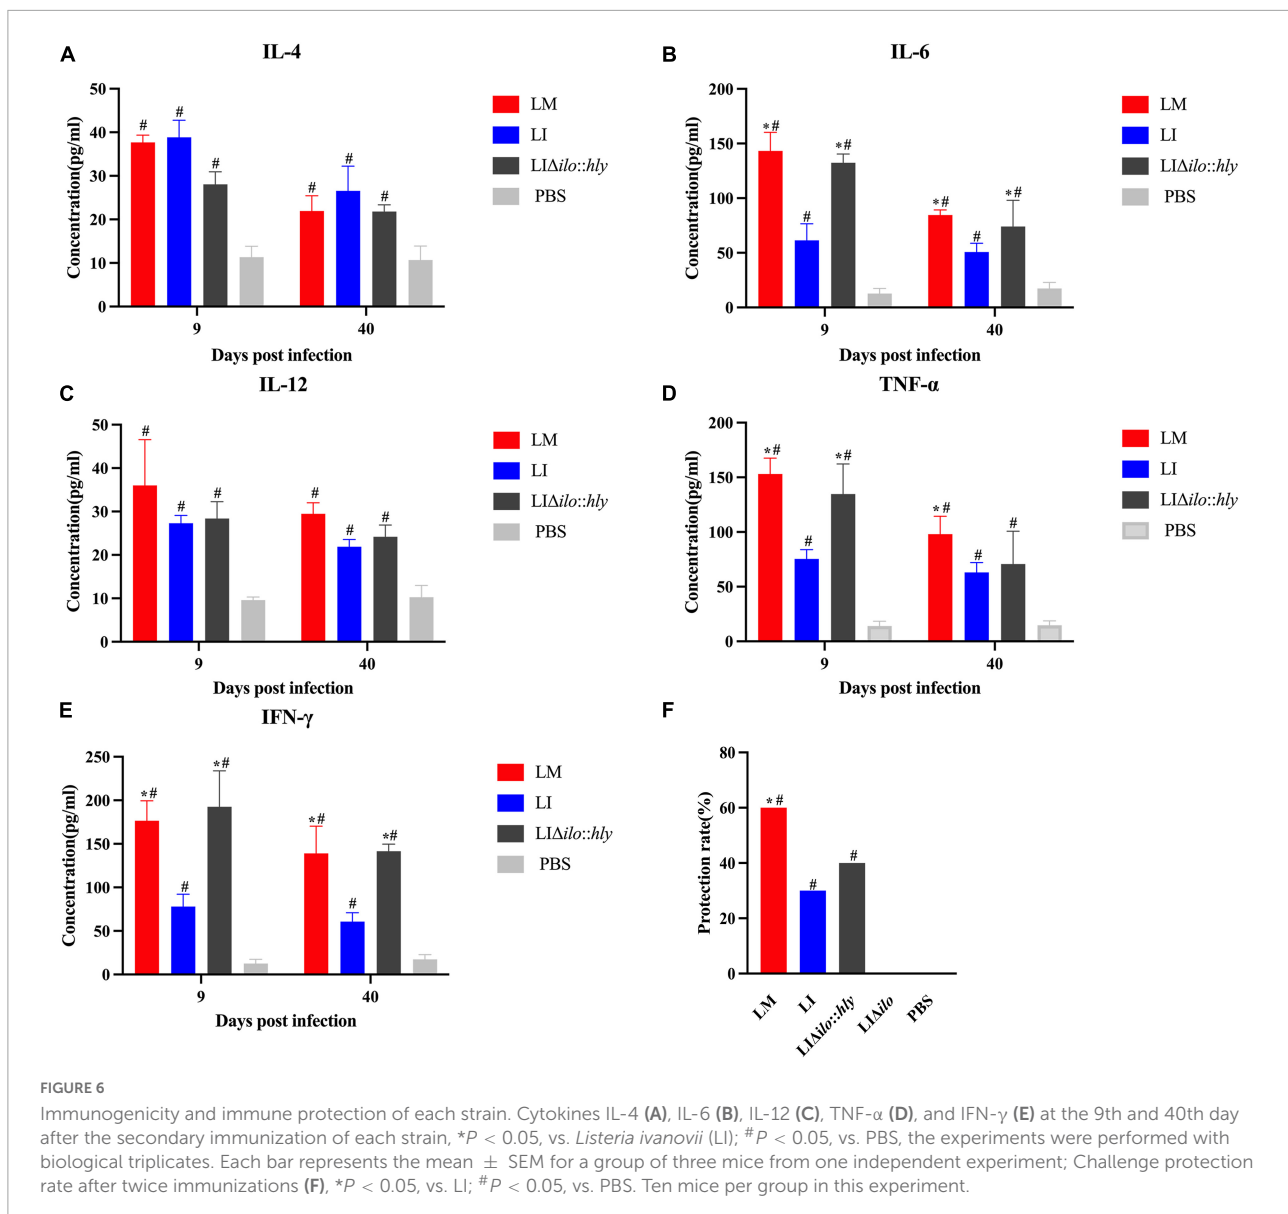 A
IL-4
Concentration(pg/ml)
50
40
30
20
10
0
# # # # # #
9
40
Days post infection
LM
LI
LIΔilo::hly
PBS
B
IL-6
Concentration(pg/ml)
200
150
100
50
0
*# # *# *# # *#
9
40
Days post infection
LM
LI
LIΔilo::hly
PBS
C
IL-12
Concentration(pg/ml)
50
40
30
20
10
0
# # # # # #
9
40
Days post infection
LM
LI
LIΔilo::hly
PBS
D
TNF-α
Concentration(pg/ml)
200
150
100
50
0
*# # *# *# # #
9
40
Days post infection
LM
LI
LIΔilo::hly
PBS
E
IFN-γ
Concentration(pg/ml)
250
200
150
100
50
0
*# # *# *# # *#
9
40
Days post infection
LM
LI
LIΔilo::hly
PBS
F
Protection rate(%)
80
60
40
20
0
*# # #
LM
LI
LIΔilo::hly
LIΔilo
PBS
FIGURE 6
Immunogenicity and immune protection of each strain. Cytokines IL-4 (A), IL-6 (B), IL-12 (C), TNF-α (D), and IFN-γ (E) at the 9th and 40th day
after the secondary immunization of each strain, *P < 0.05, vs. Listeria ivanovii (LI); #P < 0.05, vs. PBS, the experiments were performed with
biological triplicates. Each bar represents the mean ± SEM for a group of three mice from one independent experiment; Challenge protection
rate after twice immunizations (F), *P < 0.05, vs. LI; #P < 0.05, vs. PBS. Ten mice per group in this experiment.